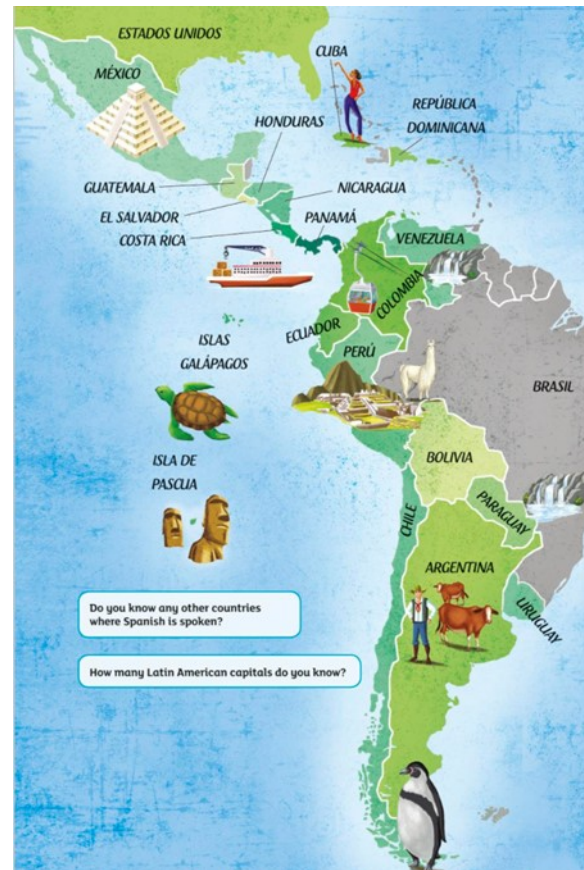 ESTADOS UNIDOS
CUBA
MÉXICO
REPÚBLICA
DOMINICANA
HONDURAS
GUATEMALA
NICARAGUA
EL SALVADOR
PANAMÁ
COSTA RICA
VENEZUELA
COLOMBIA
ECUADOR
ISLAS
GALÁPAGOS
PERÚ
BRASIL
ISLA DE
PASCUA
BOLIVIA
PARAGUAY
CHILE
ARGENTINA
URUGUAY
Do you know any other countries
where Spanish is spoken?
How many Latin American capitals do you know?